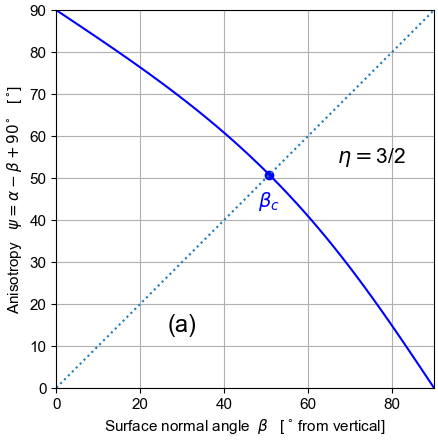 90
80
70
60
50
40
30
20
10
0
Anisotropy ψ = α − β + 90° [°]
η = 3/2
β_c
(a)
0 20 40 60 80
Surface normal angle β [° from vertical]